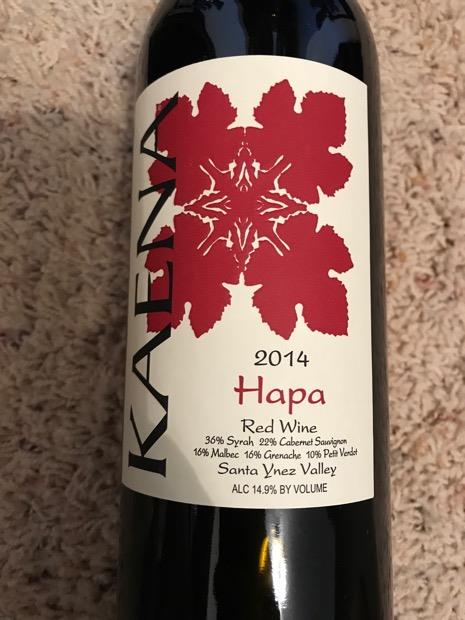 KAENA
2014
Hapa
Red Wine
36% Syrah 22% Cabernet Sauvignon
16% Malbec 16% Grenache 10% Petit Verdot
Santa Ynez Valley
ALC 14.9% BY VOLUME